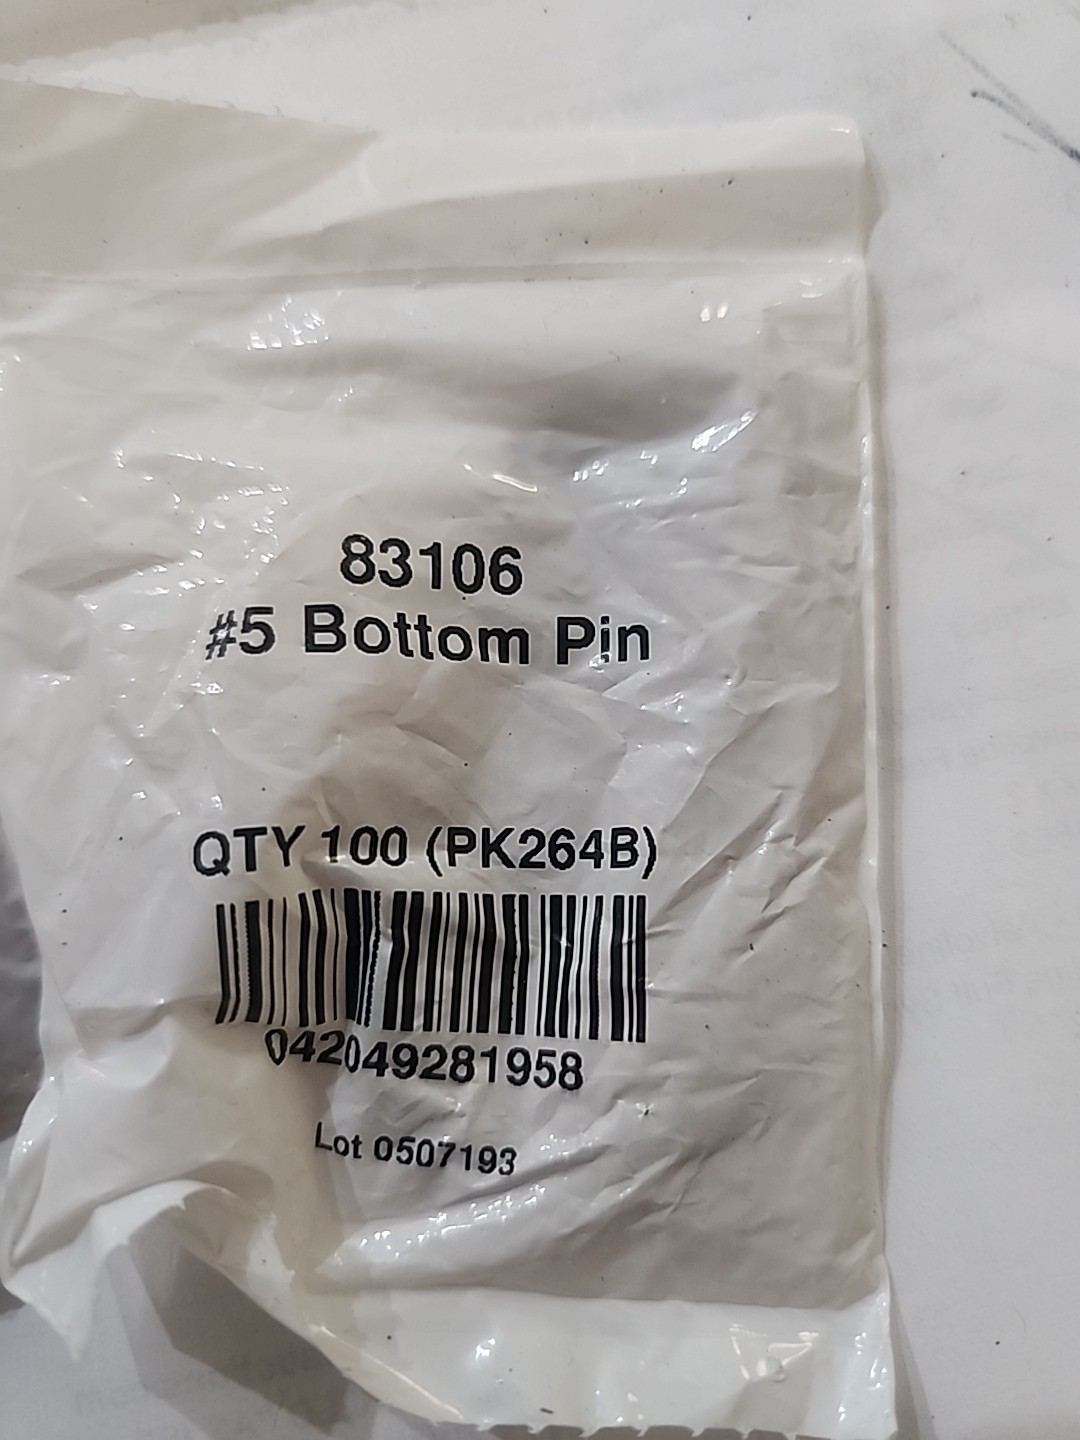 83106
#5 Bottom Pin
QTY 100 (PK264B)
042049281958
Lot 0507193